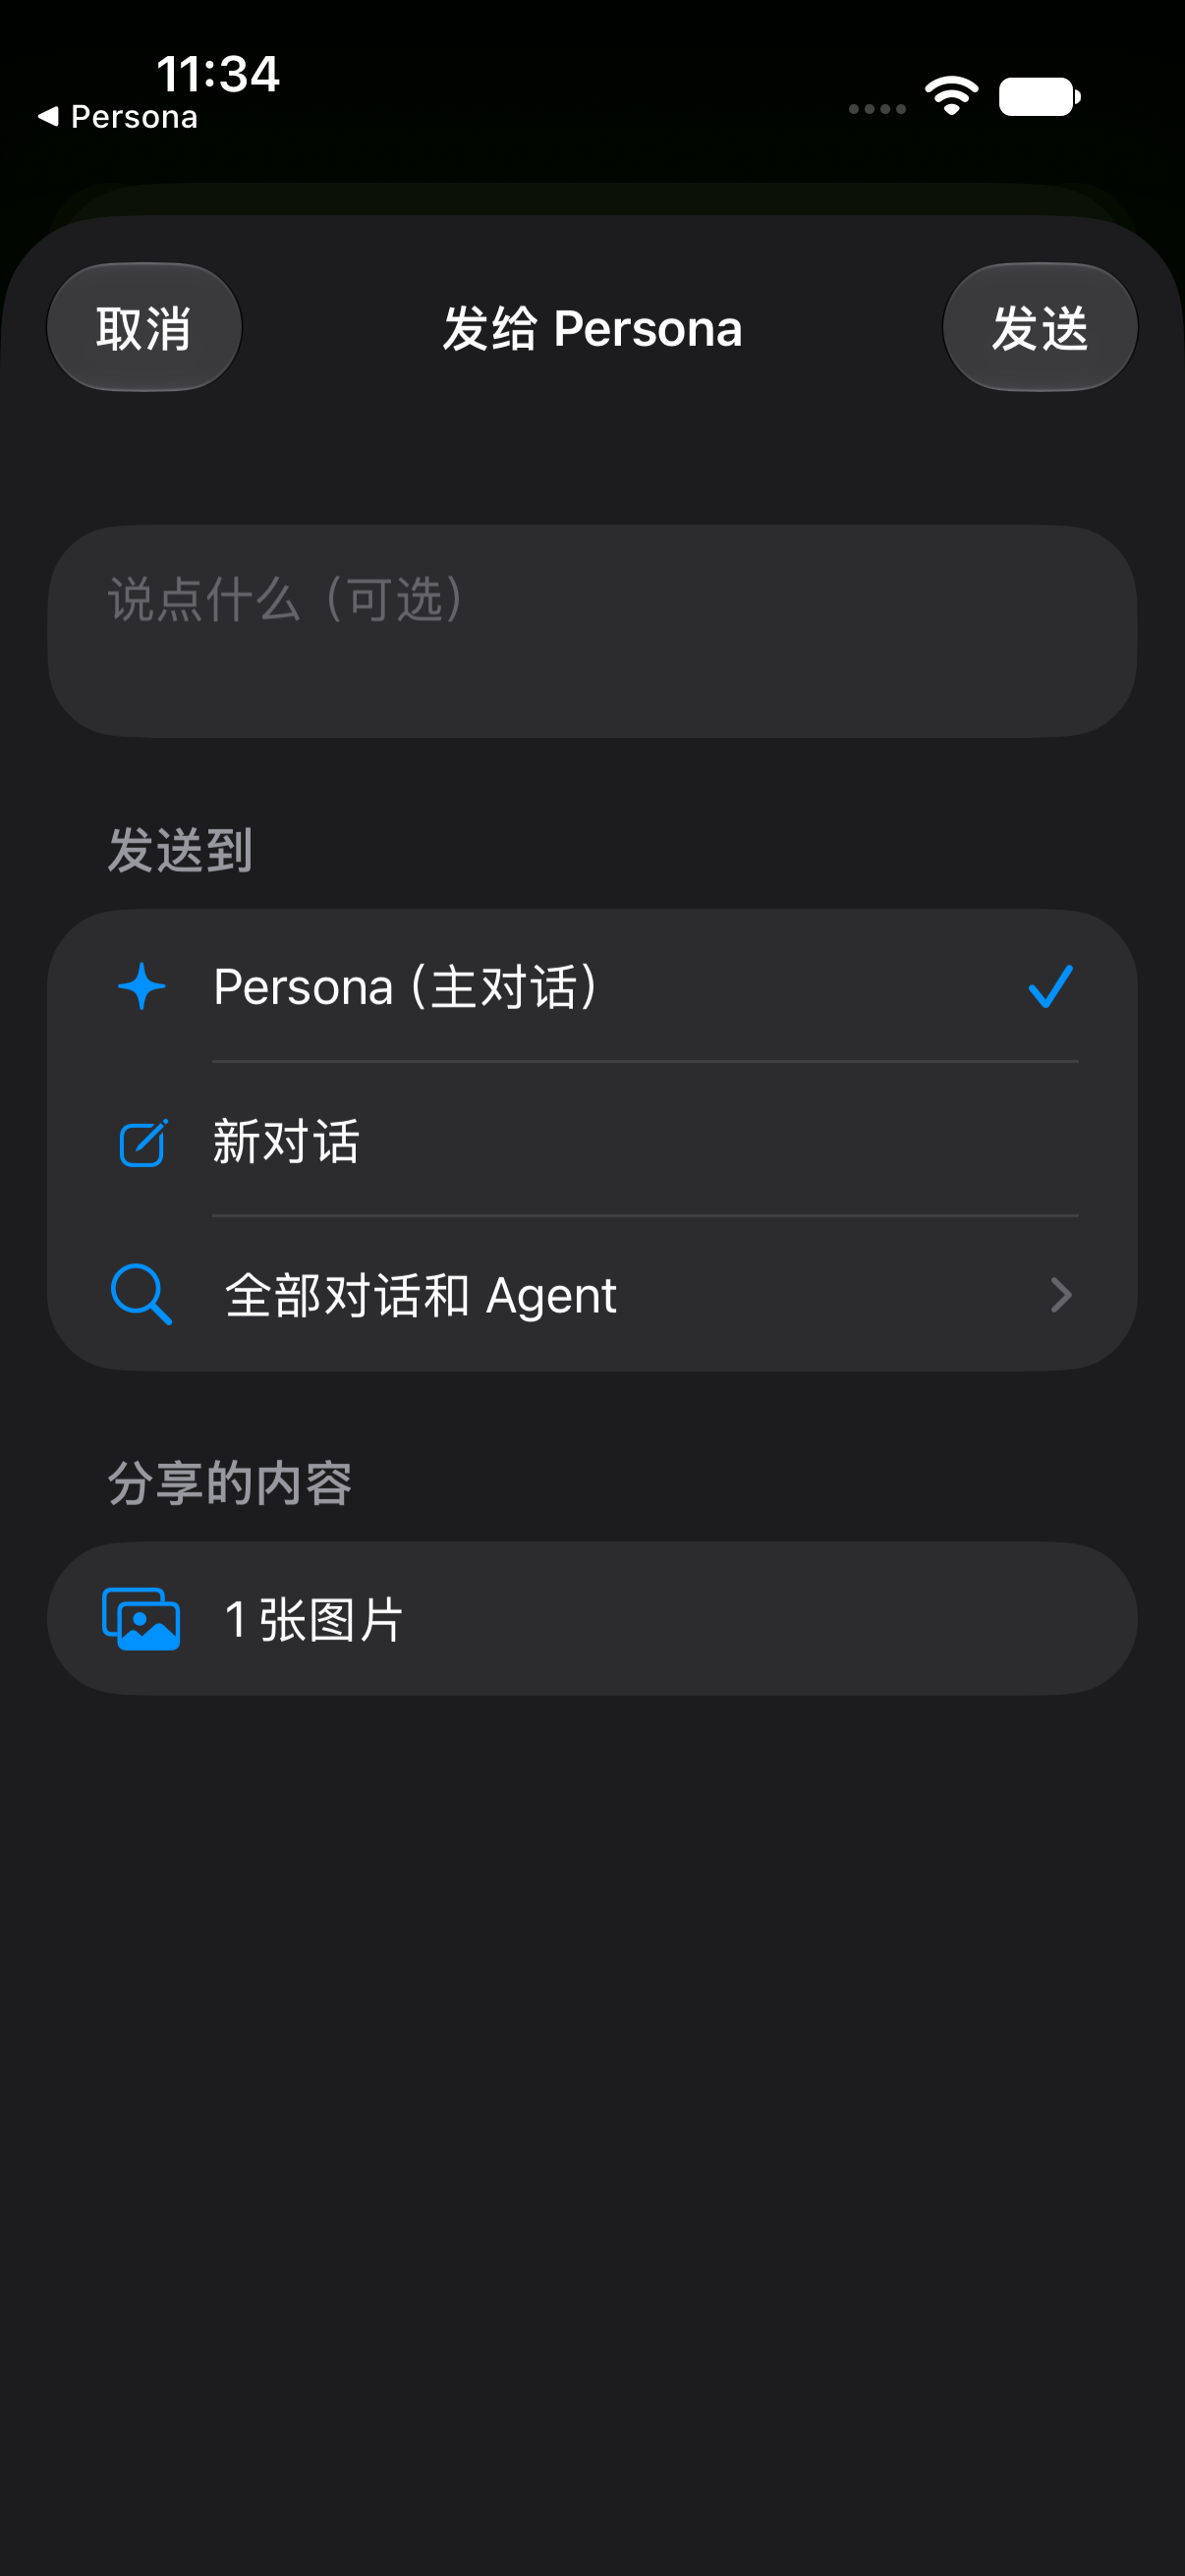 11:34
Persona
取消
发给 Persona
发送
说点什么（可选）
发送到
Persona（主对话）
新对话
全部对话和 Agent
分享的内容
1 张图片